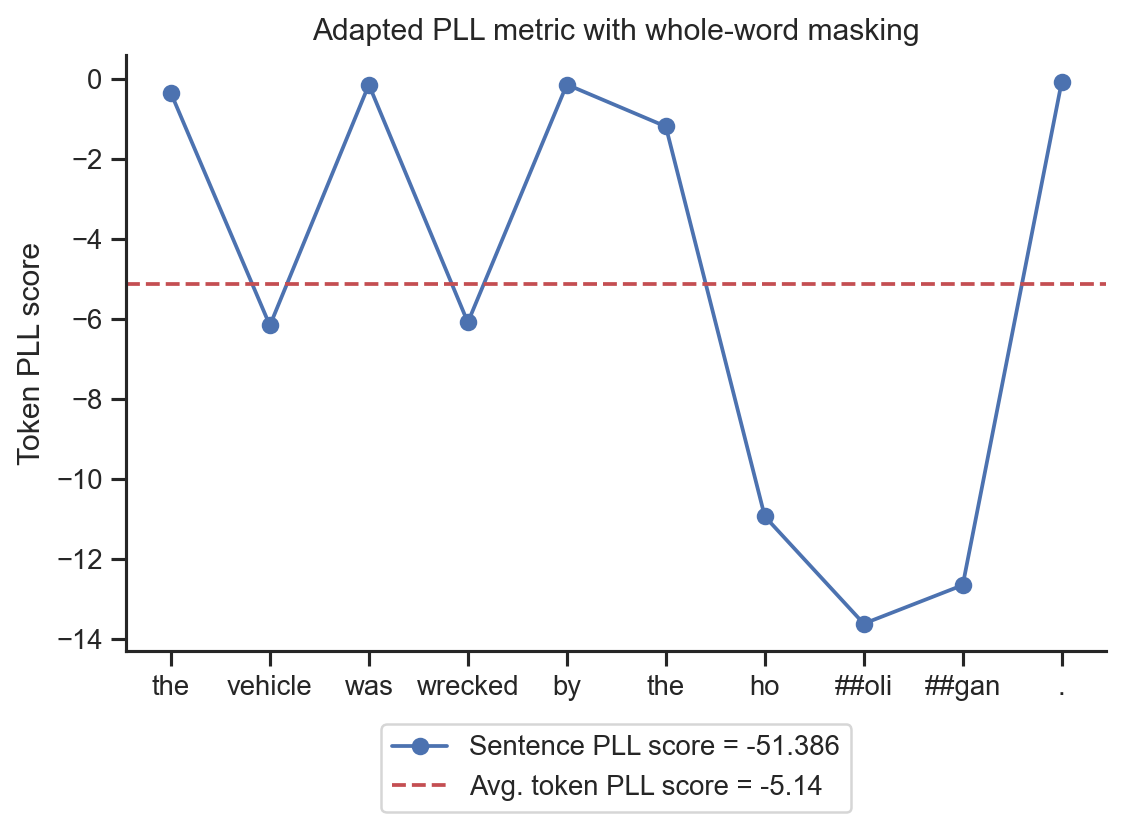 Adapted PLL metric with whole-word masking
Token PLL score
0
−2
−4
−6
−8
−10
−12
−14
the vehicle was wrecked by the ho ##oli ##gan .
Sentence PLL score = -51.386
Avg. token PLL score = -5.14